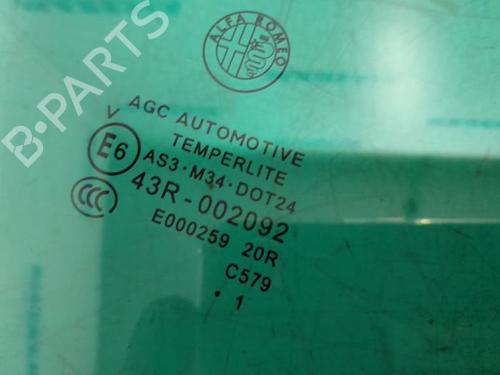 B-PARTS
ALFA ROMEO
AGC AUTOMOTIVE
V
TEMPERLITE
E6
AS3·M34·DOT24
43R-002092
CCC
E000259 20R
C579
· 1